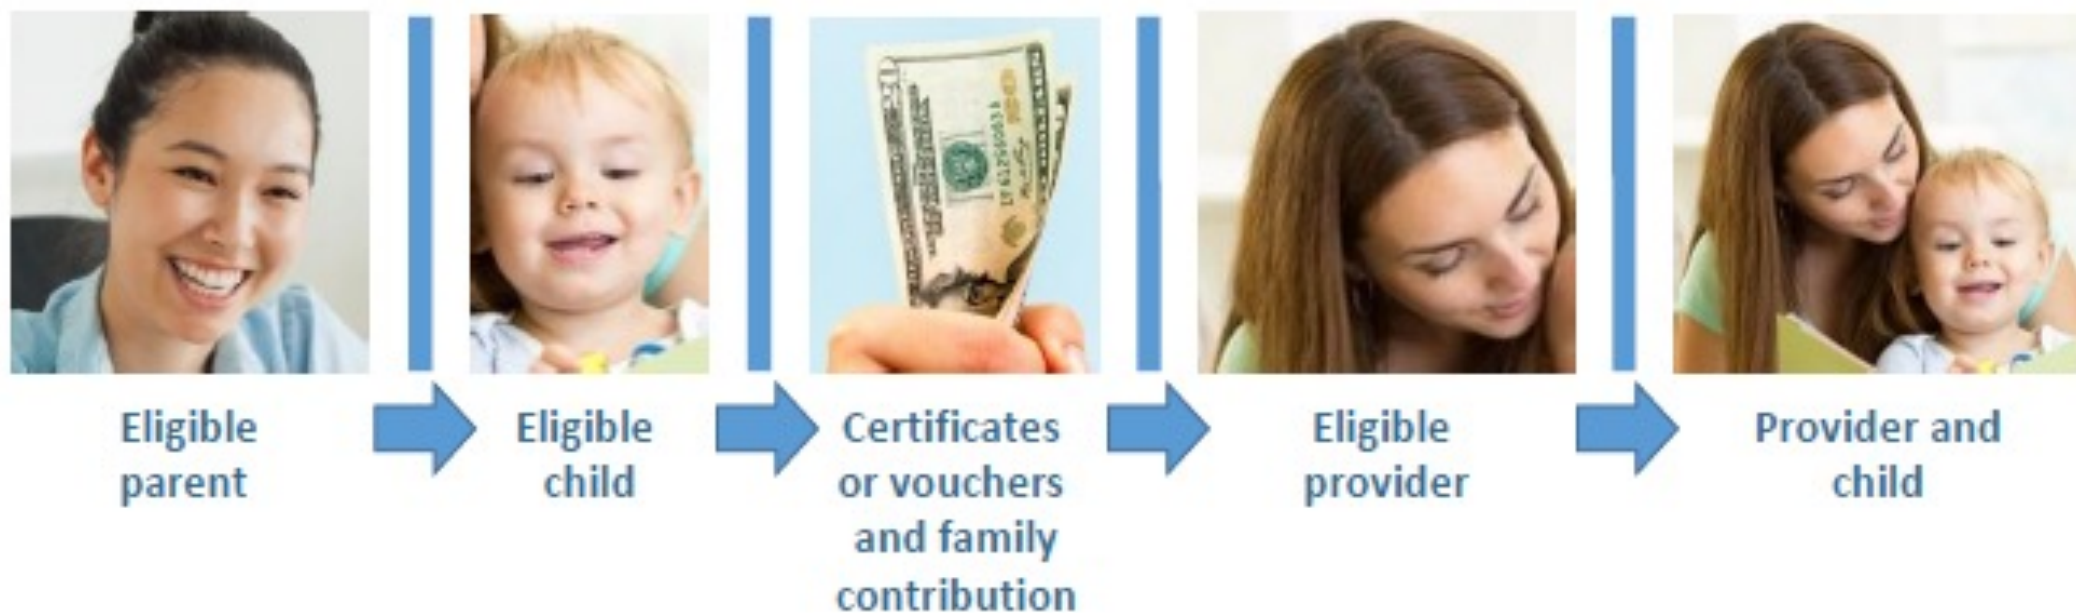 Eligible
parent
Eligible
child
Certificates
or vouchers
and family
contribution
Eligible
provider
Provider and
child